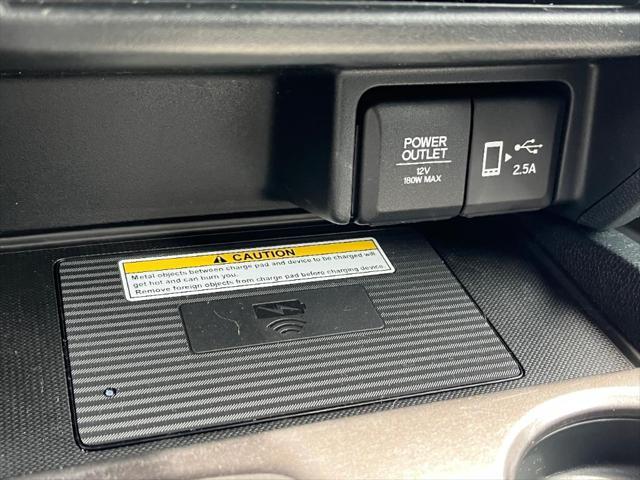 POWER
OUTLET
12V
180W MAX
2.5A
CAUTION
Metal objects between charge pad and device to be charged will
get hot and can burn you.
Remove foreign objects from charge pad before charging device.